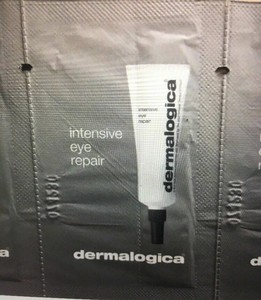 intensive
eye
repair
intensive
eye
repair
dermalogica
dermalogica
a